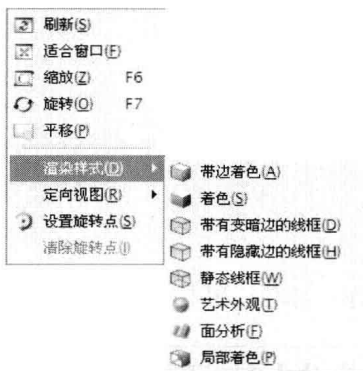 刷新(S)
适合窗口(F)
缩放(Z) F6
旋转(O) F7
平移(P)
渲染样式(D)
定向视图(R)
设置旋转点(S)
清除旋转点(I)
带边着色(A)
着色(S)
带有变暗边的线框(D)
带有隐藏边的线框(H)
静态线框(W)
艺术外观(T)
面分析(F)
局部着色(P)